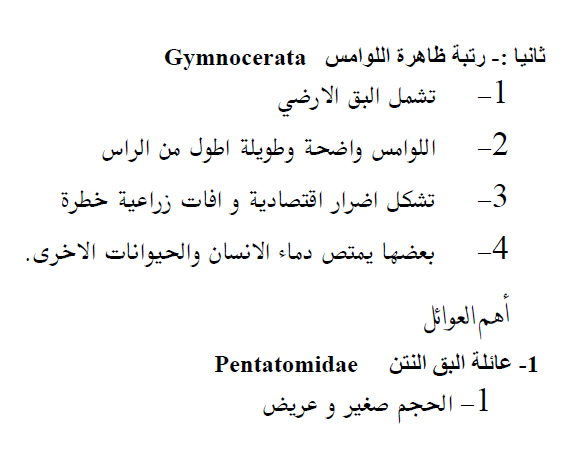 ثانيا :- رتبة ظاهرة اللوامس Gymnocerata
1– تشمل البق الارضي
2– اللوامس واضحة وطويلة اطول من الراس
3– تشكل اضرار اقتصادية و افات زراعية خطرة
4– بعضها يمتص دماء الانسان والحيوانات الاخرى.
أهم العوائل
1- عائلة البق النتن Pentatomidae
1– الحجم صغير و عريض